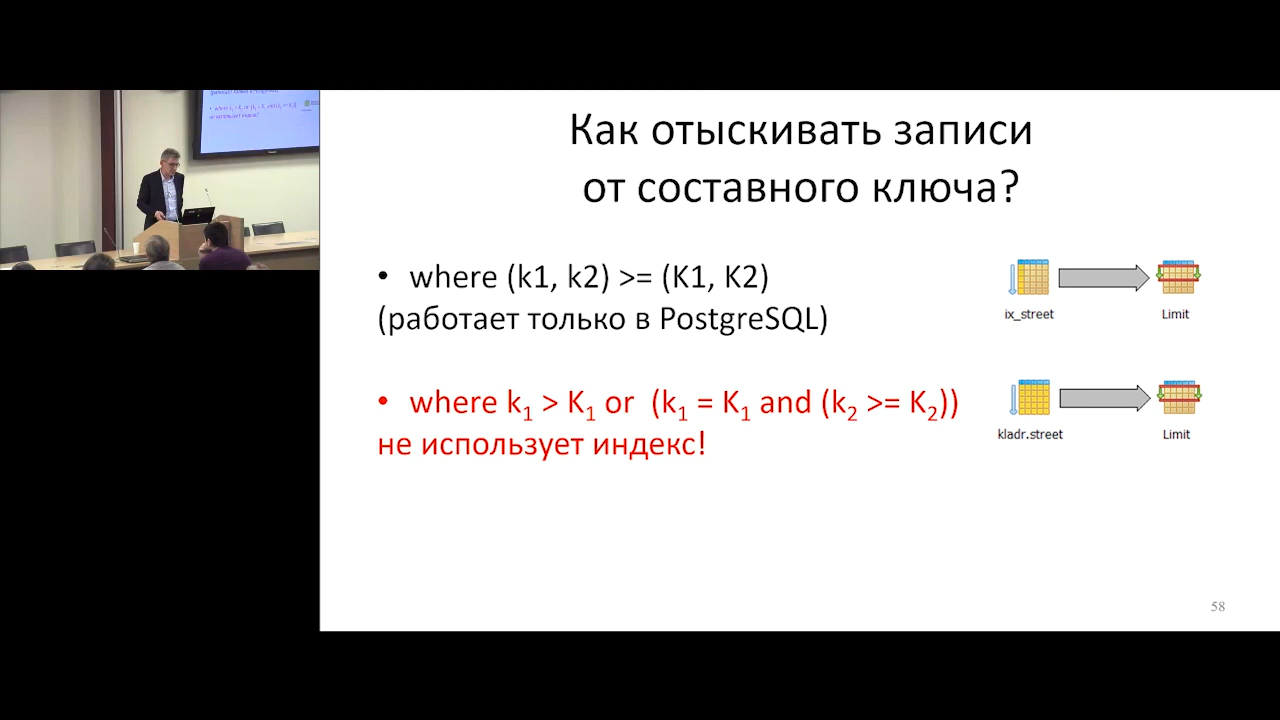 Как отыскивать записи
от составного ключа?
• where (k1, k2) >= (K1, K2)
(работает только в PostgreSQL)
ix_street
Limit
• where k₁ > K₁ or (k₁ = K₁ and (k₂ >= K₂))
не использует индекс!
kladr.street
Limit
58